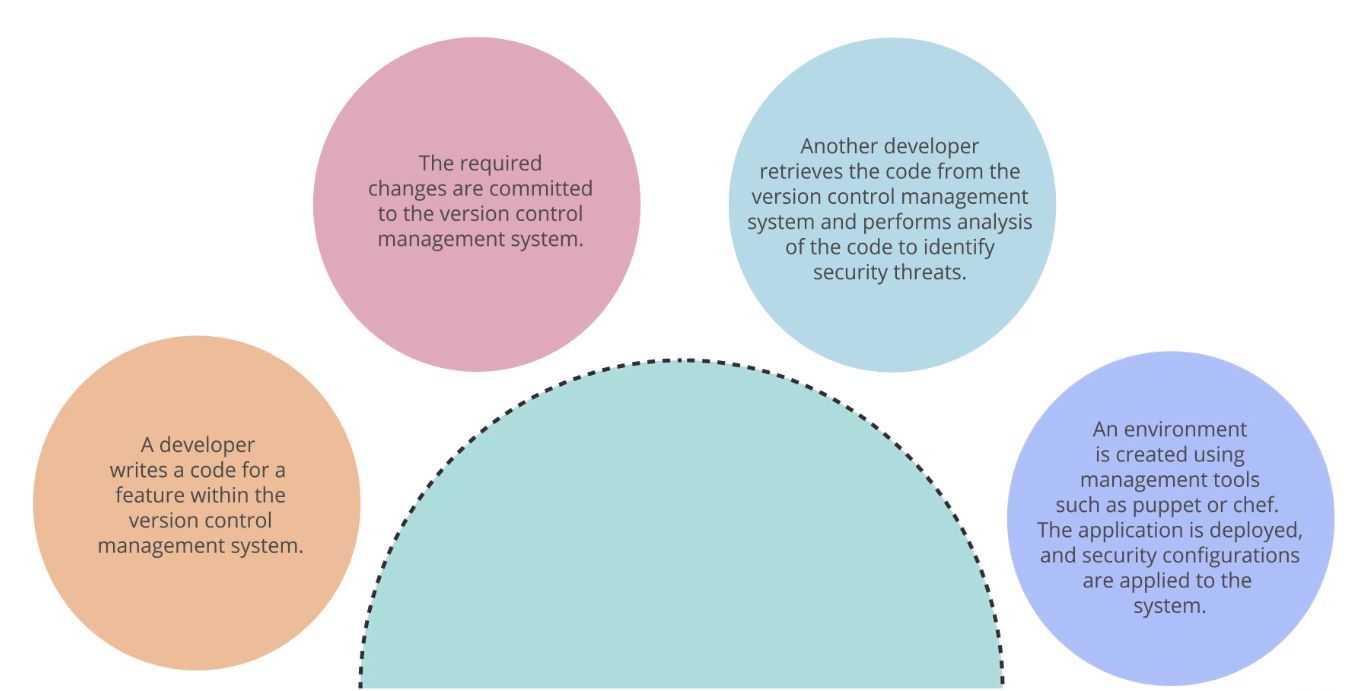 A developer
writes a code for a
feature within the
version control
management system.
The required
changes are committed
to the version control
management system.
Another developer
retrieves the code from the
version control management
system and performs analysis
of the code to identify
security threats.
An environment
is created using
management tools
such as puppet or chef.
The application is deployed,
and security configurations
are applied to the
system.